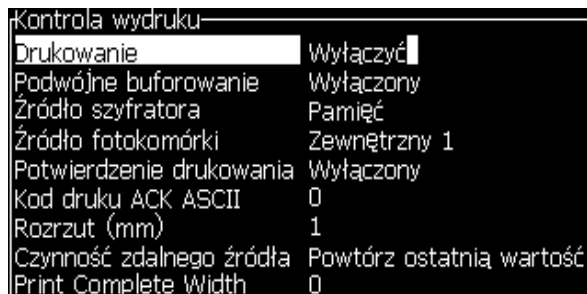 Kontrola wydruku
Drukowanie Wyłączyć
Podwójne buforowanie Wyłączony
Źródło szyfratora Pamięć
Źródło fotokomórki Zewnętrzny 1
Potwierdzenie drukowania Wyłączony
Kod druku ACK ASCII 0
Rozrzut (mm) 1
Czynność zdalnego źródła Powtórz ostatnią wartość
Print Complete Width 0